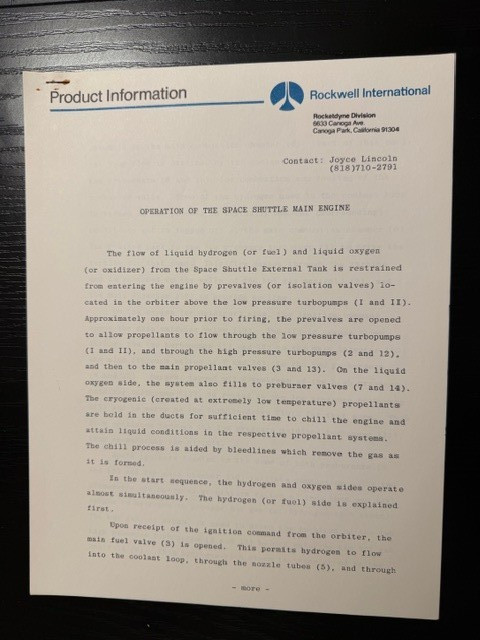 Product Information
Rockwell International
Rocketdyne Division
6633 Canoga Ave
Canoga Park, California 91304
Contact: Joyce Lincoln
(818)710-2791
OPERATION OF THE SPACE SHUTTLE MAIN ENGINE
The flow of liquid hydrogen (or fuel) and liquid oxygen
(or oxidizer) from the Space Shuttle External Tank is restrained
from entering the engine by prevalves (or isolation valves) lo-
cated in the orbiter above the low pressure turbopumps (I and II).
Approximately one hour prior to firing, the prevalves are opened
to allow propellants to flow through the low pressure turbopumps
(I and II), and through the high pressure turbopumps (2 and 12),
and then to the main propellant valves (3 and 13). On the liquid
oxygen side, the system also fills to preburner valves (7 and 14).
The cryogenic (created at extremely low temperature) propellants
are held in the ducts for sufficient time to chill the engine and
attain liquid conditions in the respective propellant systems.
The chill process is aided by bleedlines which remove the gas as
it is formed.
In the start sequence, the hydrogen and oxygen sides operate
almost simultaneously. The hydrogen (or fuel) side is explained
first.
Upon receipt of the ignition command from the orbiter, the
main fuel valve (3) is opened. This permits hydrogen to flow
into the coolant loop, through the nozzle tubes (5), and through
- more -